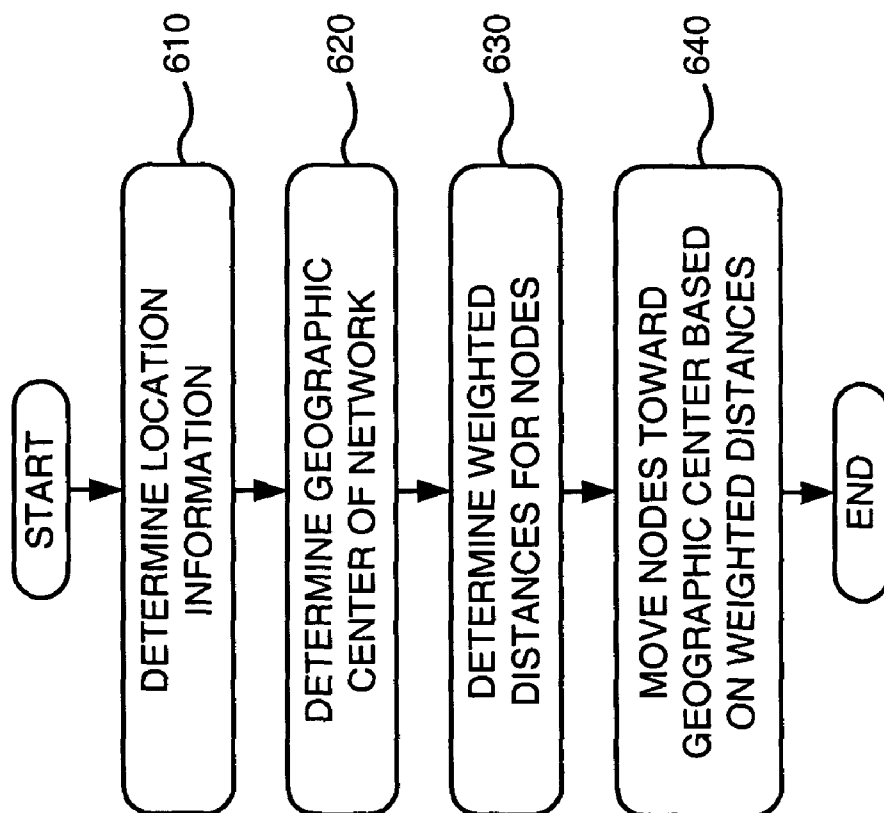 START
DETERMINE LOCATION
INFORMATION
610
DETERMINE GEOGRAPHIC
CENTER OF NETWORK
620
DETERMINE WEIGHTED
DISTANCES FOR NODES
630
MOVE NODES TOWARD
GEOGRAPHIC CENTER BASED
ON WEIGHTED DISTANCES
640
END